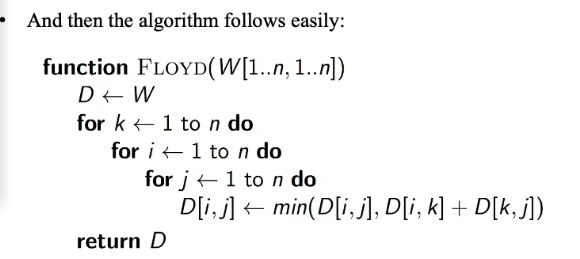 • And then the algorithm follows easily:
function FLOYD(W[1..n, 1..n])
D ← W
for k ← 1 to n do
for i ← 1 to n do
for j ← 1 to n do
D[i,j] ← min(D[i,j], D[i,k] + D[k,j])
return D